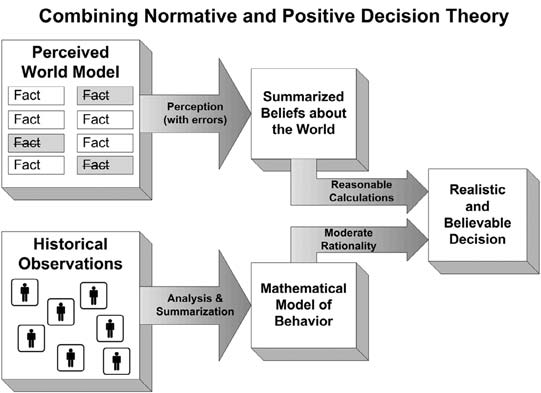 Combining Normative and Positive Decision Theory
Perceived
World Model
Fact Fact
Fact Fact
Fact Fact
Fact Fact
Perception
(with errors)
Summarized
Beliefs about
the World
Reasonable
Calculations
Realistic
and
Believable
Decision
Historical
Observations
Analysis &
Summarization
Moderate
Rationality
Mathematical
Model of
Behavior